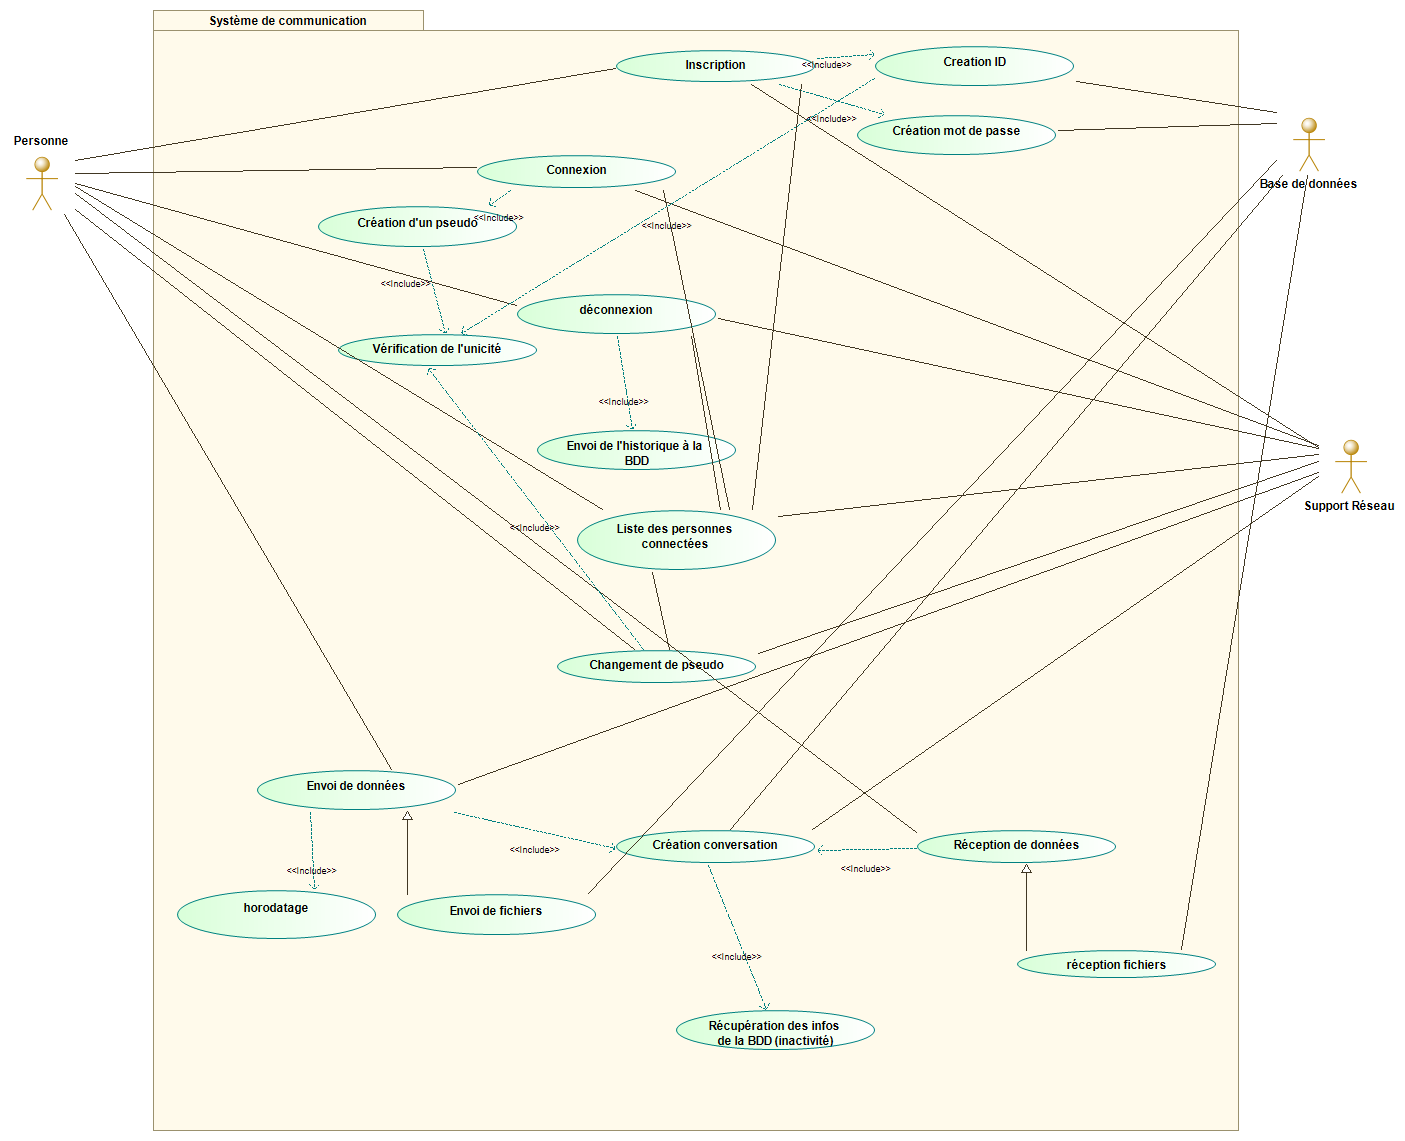 Système de communication
Inscription
<<Include>>
Creation ID
<<Include>>
Création mot de passe
Personne
Connexion
Base de données
<<Include>>
Création d'un pseudo
<<Include>>
<<Include>>
déconnexion
Vérification de l'unicité
<<Include>>
Envoi de l'historique à la
BDD
Support Réseau
<<Include>>
Liste des personnes
connectées
Changement de pseudo
Envoi de données
<<Include>>
Création conversation
<<Include>>
Réception de données
<<Include>>
horodatage
Envoi de fichiers
<<Include>>
réception fichiers
Récupération des infos
de la BDD (inactivité)